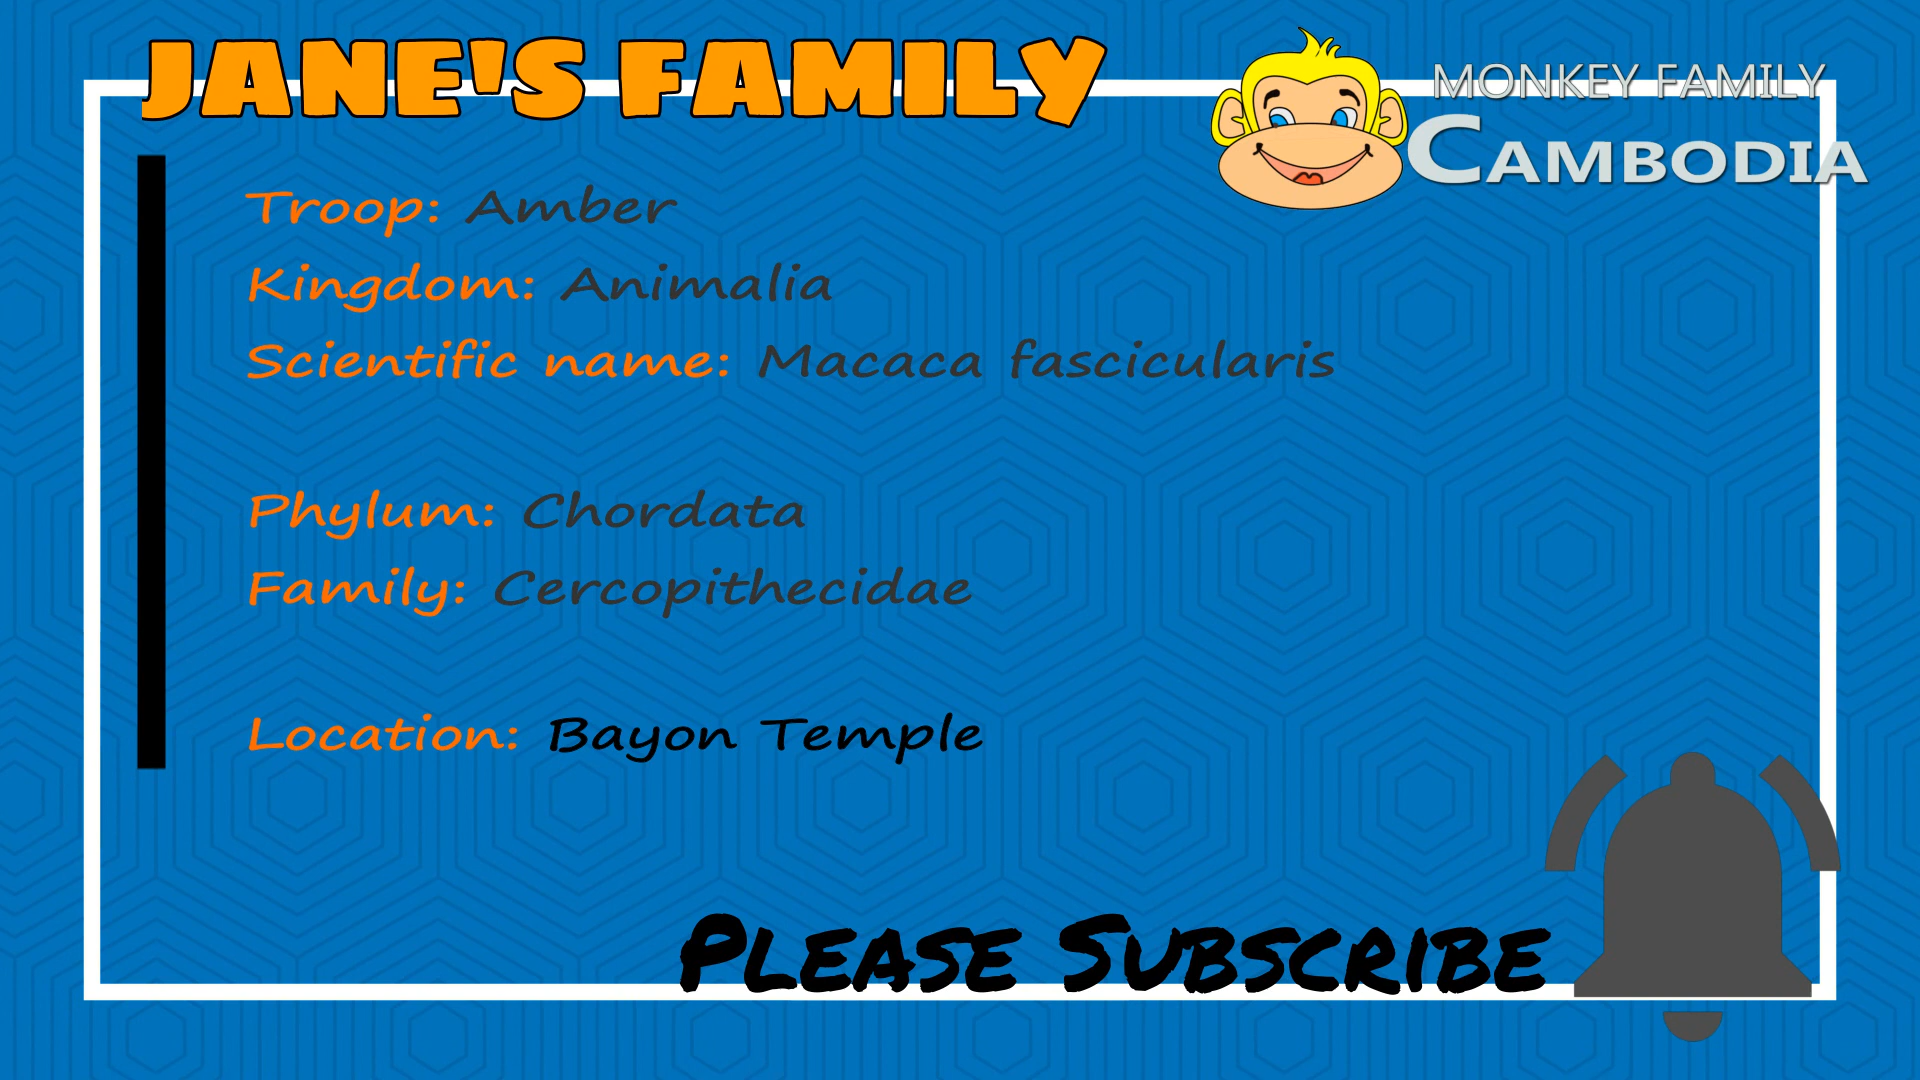 JANE'S FAMILY
MONKEY FAMILY
CAMBODIA
Troop: Amber
Kingdom: Animalia
Scientific name: Macaca fascicularis
Phylum: Chordata
Family: Cercopithecidae
Location: Bayon Temple
PLEASE SUBSCRIBE